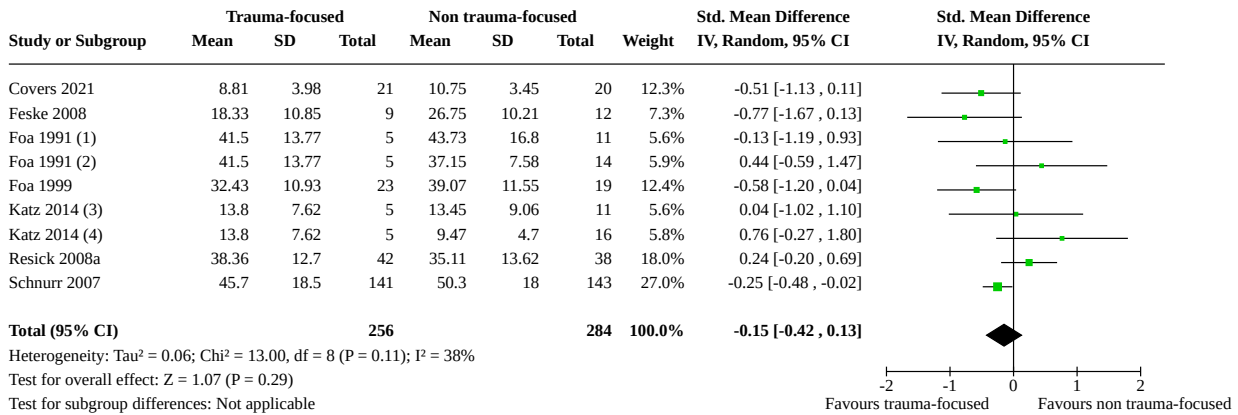 Trauma-focused Non trauma-focused Std. Mean Difference Std. Mean Difference
Study or Subgroup Mean SD Total Mean SD Total Weight IV, Random, 95% CI IV, Random, 95% CI
Covers 2021 8.81 3.98 21 10.75 3.45 20 12.3% -0.51 [-1.13 , 0.11]
Feske 2008 18.33 10.85 9 26.75 10.21 12 7.3% -0.77 [-1.67 , 0.13]
Foa 1991 (1) 41.5 13.77 5 43.73 16.8 11 5.6% -0.13 [-1.19 , 0.93]
Foa 1991 (2) 41.5 13.77 5 37.15 7.58 14 5.9% 0.44 [-0.59 , 1.47]
Foa 1999 32.43 10.93 23 39.07 11.55 19 12.4% -0.58 [-1.20 , 0.04]
Katz 2014 (3) 13.8 7.62 5 13.45 9.06 11 5.6% 0.04 [-1.02 , 1.10]
Katz 2014 (4) 13.8 7.62 5 9.47 4.7 16 5.8% 0.76 [-0.27 , 1.80]
Resick 2008a 38.36 12.7 42 35.11 13.62 38 18.0% 0.24 [-0.20 , 0.69]
Schnurr 2007 45.7 18.5 141 50.3 18 143 27.0% -0.25 [-0.48 , -0.02]
Total (95% CI) 256 284 100.0% -0.15 [-0.42 , 0.13]
Heterogeneity: Tau² = 0.06; Chi² = 13.00, df = 8 (P = 0.11); I² = 38%
Test for overall effect: Z = 1.07 (P = 0.29)
-2 -1 0 1 2
Test for subgroup differences: Not applicable Favours trauma-focused Favours non trauma-focused